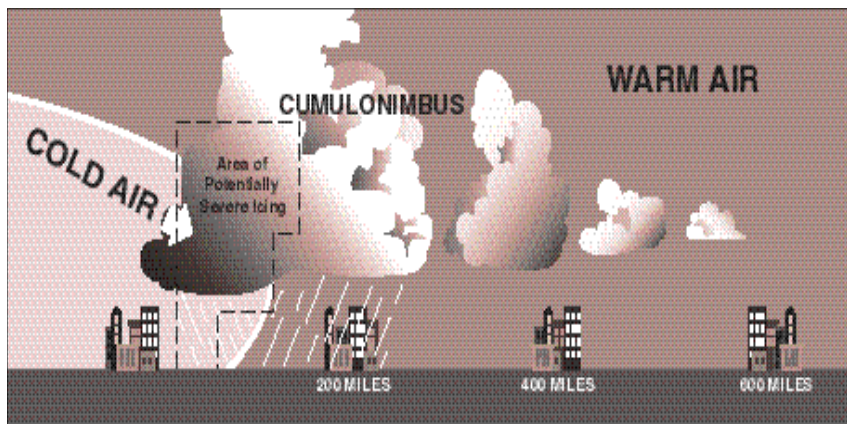 WARM AIR
CUMULONIMBUS
COLD AIR
Area of
Potentially
Severe Icing
200 MILES
400 MILES
600 MILES